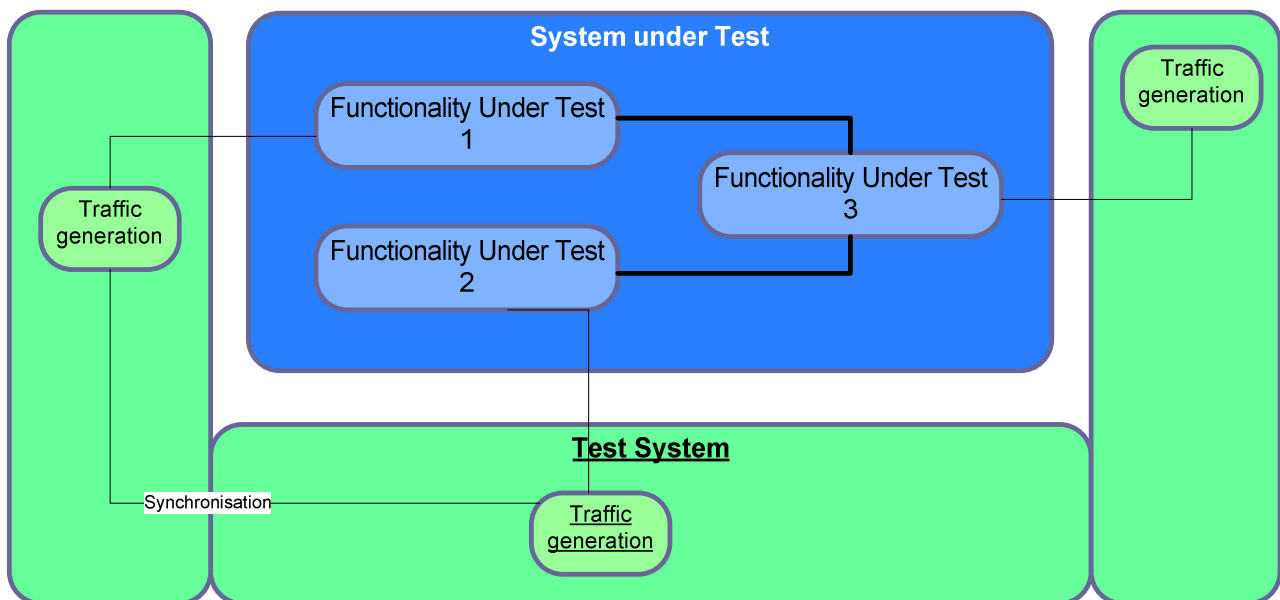 System under Test
Functionality Under Test
1
Traffic
generation
Functionality Under Test
3
Traffic
generation
Functionality Under Test
2
Test System
Synchronisation
Traffic
generation